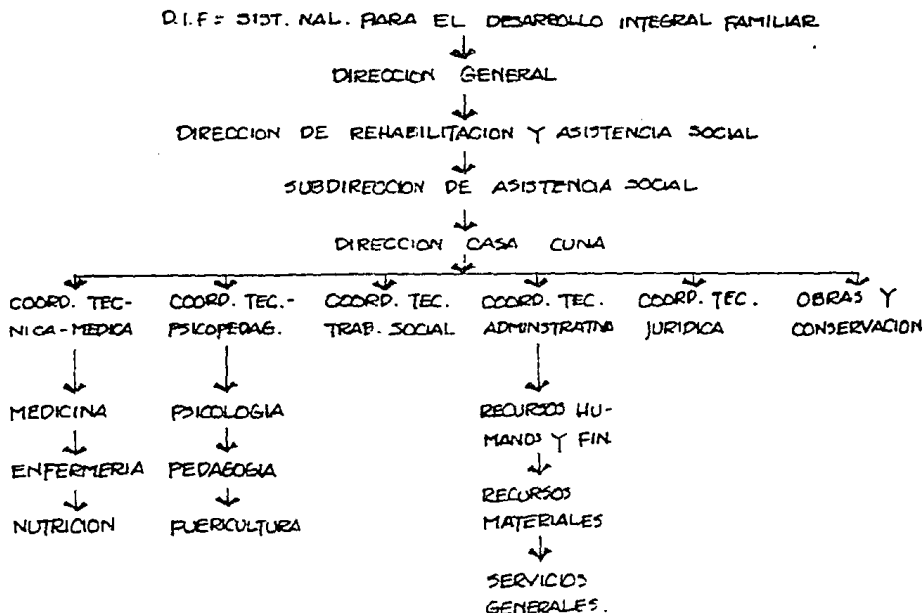 D.I.F = SIST. NAL. PARA EL DESARROLLO INTEGRAL FAMILIAR
DIRECCION GENERAL
DIRECCION DE REHABILITACION Y ASISTENCIA SOCIAL
SUBDIRECCION DE ASISTENCIA SOCIAL
DIRECCION CASA CUNA
COORD. TEC-
NICA-MEDICA
COORD. TEC.-
PSICOPEDAG.
COORD. TEC.
TRAB. SOCIAL
COORD. TEC.
ADMINSTRATIVA
COORD. TEC.
JURIDICA
OBRAS Y
CONSERVACION
MEDICINA
ENFERMERIA
NUTRICION
PSICOLOGIA
PEDAGOGIA
PUERICULTURA
RECURSOS HU-
MANOS Y FIN.
RECURSOS
MATERIALES
SERVICIOS
GENERALES.